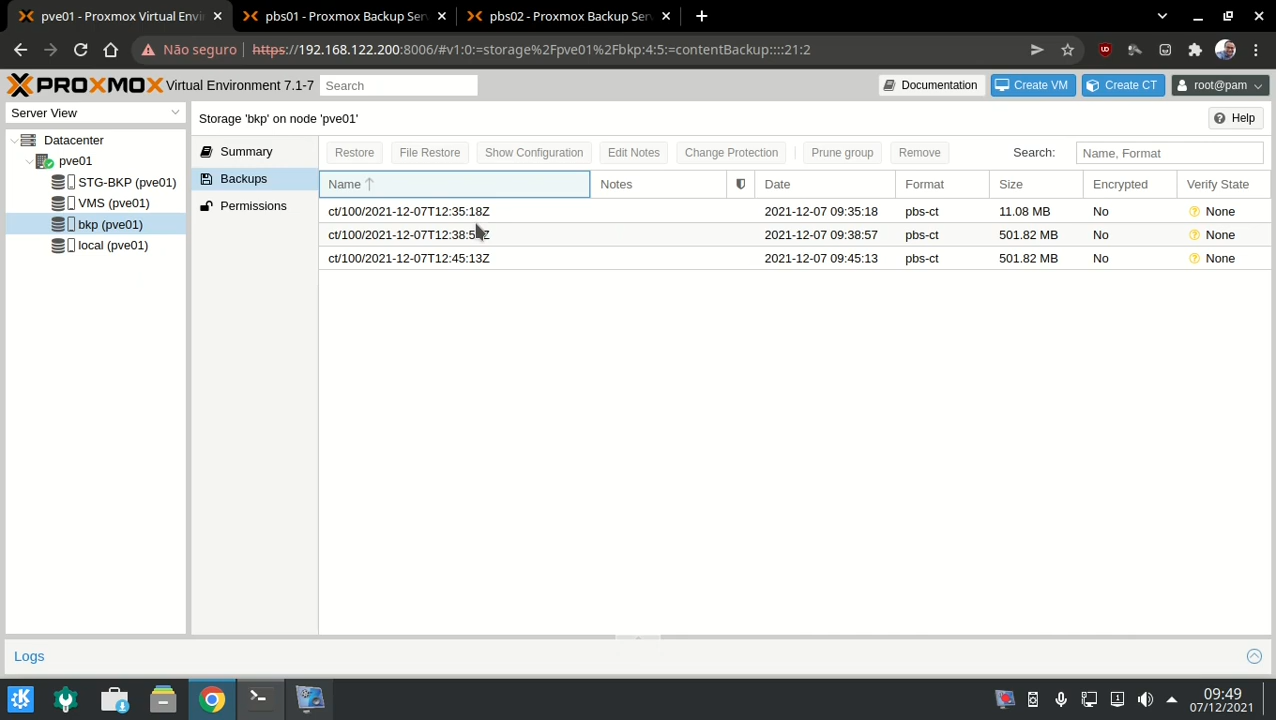 pve01 - Proxmox Virtual Envir
pbs01 - Proxmox Backup Serv
pbs02 - Proxmox Backup Serv
Não seguro
https://192.168.122.200:8006/#v1:0:=storage%2Fpve01%2Fbkp:4:5:=contentBackup::::21:2
PROXMOX Virtual Environment 7.1-7
Search
Documentation
Create VM
Create CT
root@pam
Server View
Storage 'bkp' on node 'pve01'
Help
Datacenter
pve01
STG-BKP (pve01)
VMS (pve01)
bkp (pve01)
local (pve01)
Summary
Backups
Permissions
Restore
File Restore
Show Configuration
Edit Notes
Change Protection
Prune group
Remove
Search:
Name, Format
Name Notes Date Format Size Encrypted Verify State
ct/100/2021-12-07T12:35:18Z 2021-12-07 09:35:18 pbs-ct 11.08 MB No None
2021-12-07 09:38:57 pbs-ct 501.82 MB No None
ct/100/2021-12-07T12:45:13Z 2021-12-07 09:45:13 pbs-ct 501.82 MB No None
Logs
09:49
07/12/2021